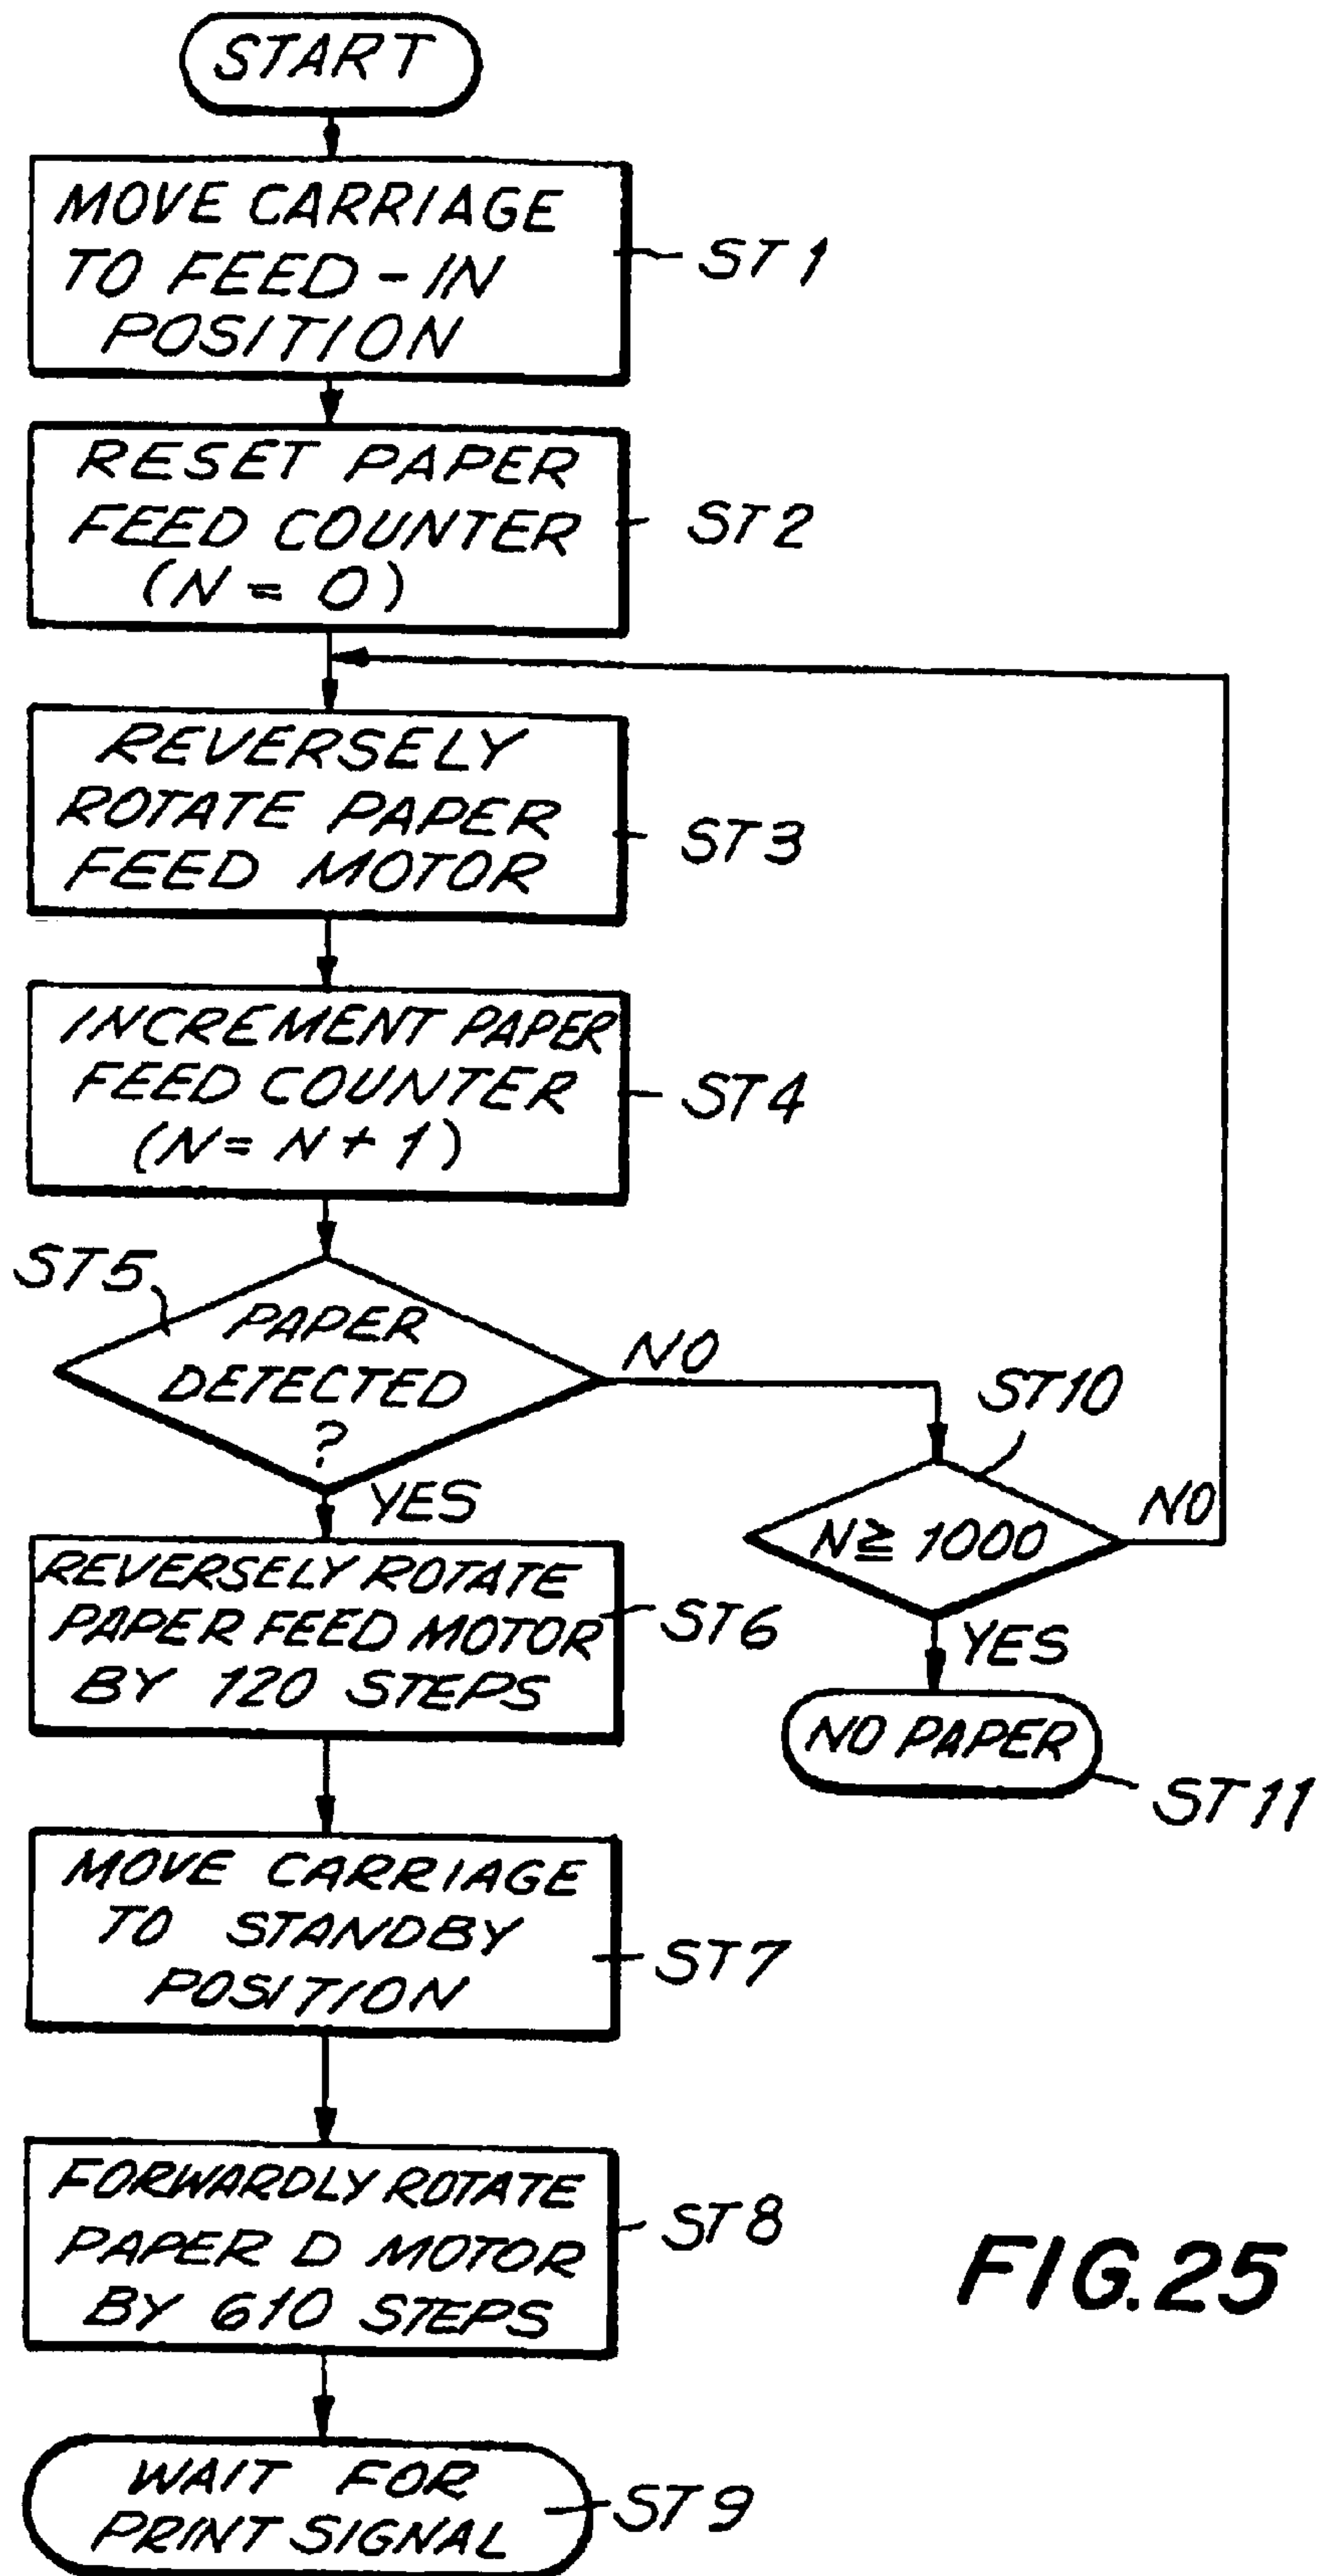 START
MOVE CARRIAGE
TO FEED-IN
POSITION
ST1
RESET PAPER
FEED COUNTER
(N = 0)
ST2
REVERSELY
ROTATE PAPER
FEED MOTOR
ST3
INCREMENT PAPER
FEED COUNTER
(N = N + 1)
ST4
ST5
PAPER
DETECTED
?
NO
YES
ST10
N ≧ 1000
NO
YES
NO PAPER
ST11
REVERSELY ROTATE
PAPER FEED MOTOR
BY 120 STEPS
ST6
MOVE CARRIAGE
TO STANDBY
POSITION
ST7
FORWARDLY ROTATE
PAPER D MOTOR
BY 610 STEPS
ST8
WAIT FOR
PRINT SIGNAL
ST9
FIG.25